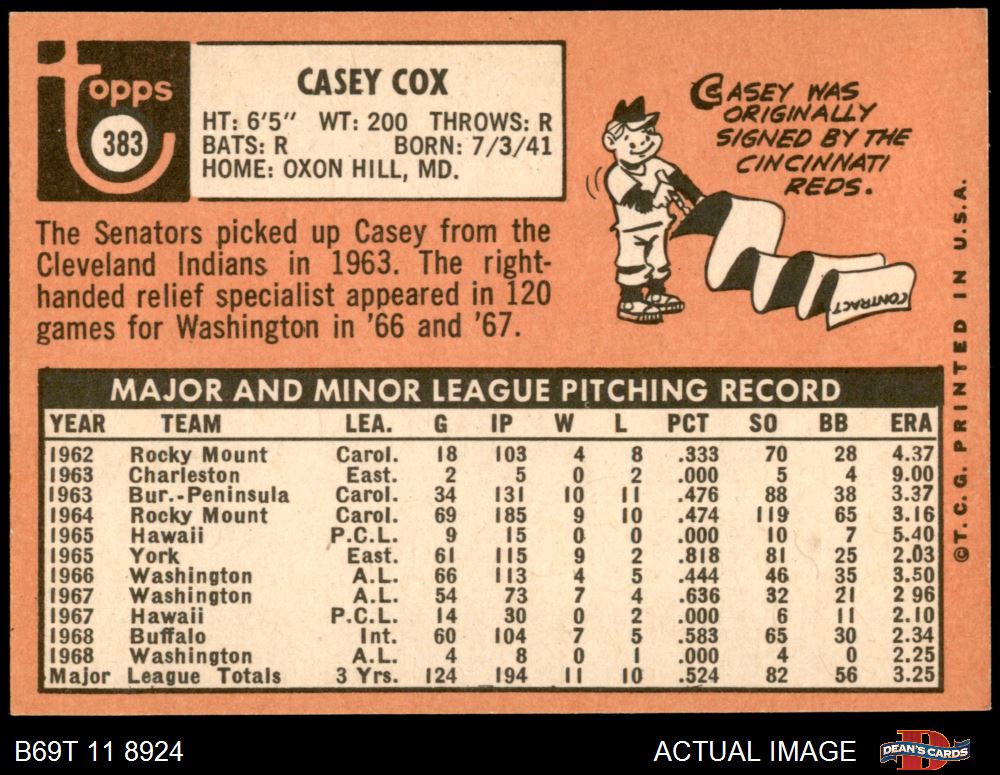 Topps
383
CASEY COX
HT: 6'5" WT: 200 THROWS: R
BATS: R BORN: 7/3/41
HOME: OXON HILL, MD.
The Senators picked up Casey from the
Cleveland Indians in 1963. The right-
handed relief specialist appeared in 120
games for Washington in '66 and '67.
CASEY WAS
ORIGINALLY
SIGNED BY THE
CINCINNATI
REDS.
CONTRACT
MAJOR AND MINOR LEAGUE PITCHING RECORD
YEAR TEAM LEA. G IP W L PCT SO BB ERA
1962 Rocky Mount Carol. 18 103 4 8 .333 70 28 4.37
1963 Charleston East. 2 5 0 2 .000 5 4 9.00
1963 Bur.-Peninsula Carol. 34 131 10 11 .476 88 38 3.37
1964 Rocky Mount Carol. 69 185 9 10 .474 119 65 3.16
1965 Hawaii P.C.L. 9 15 0 0 .000 10 7 5.40
1965 York East. 61 115 9 2 .818 81 25 2.03
1966 Washington A.L. 66 113 4 5 .444 46 35 3.50
1967 Washington A.L. 54 73 7 4 .636 32 21 2 96
1967 Hawaii P.C.L. 14 30 0 2 .000 6 11 2.10
1968 Buffalo Int. 60 104 7 5 .583 65 30 2.34
1968 Washington A.L. 4 8 0 1 .000 4 0 2.25
Major League Totals 3 Yrs. 124 194 11 10 .524 82 56 3.25
©T.C.G. PRINTED IN U.S.A.
B69T 11 8924
ACTUAL IMAGE
DEAN'S CARDS